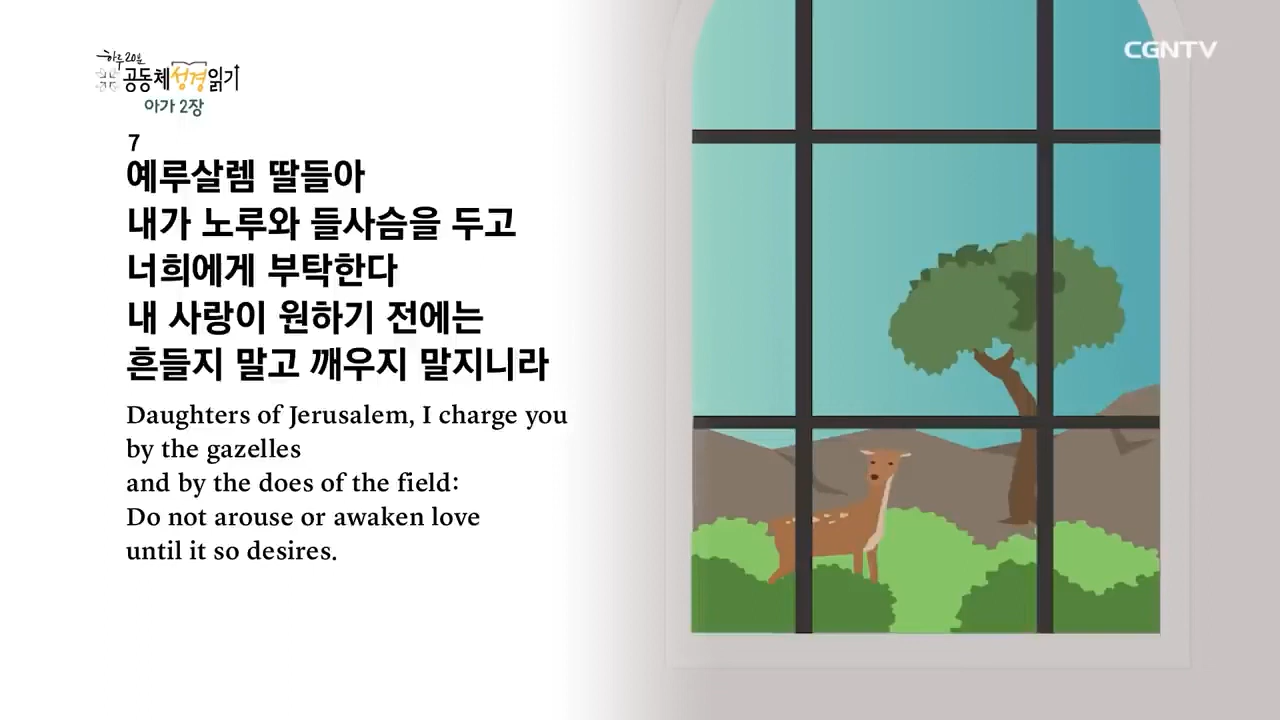 하루20분
공동체성경읽기
아가 2장
CGNTV
7
예루살렘 딸들아
내가 노루와 들사슴을 두고
너희에게 부탁한다
내 사랑이 원하기 전에는
흔들지 말고 깨우지 말지니라
Daughters of Jerusalem, I charge you
by the gazelles
and by the does of the field:
Do not arouse or awaken love
until it so desires.